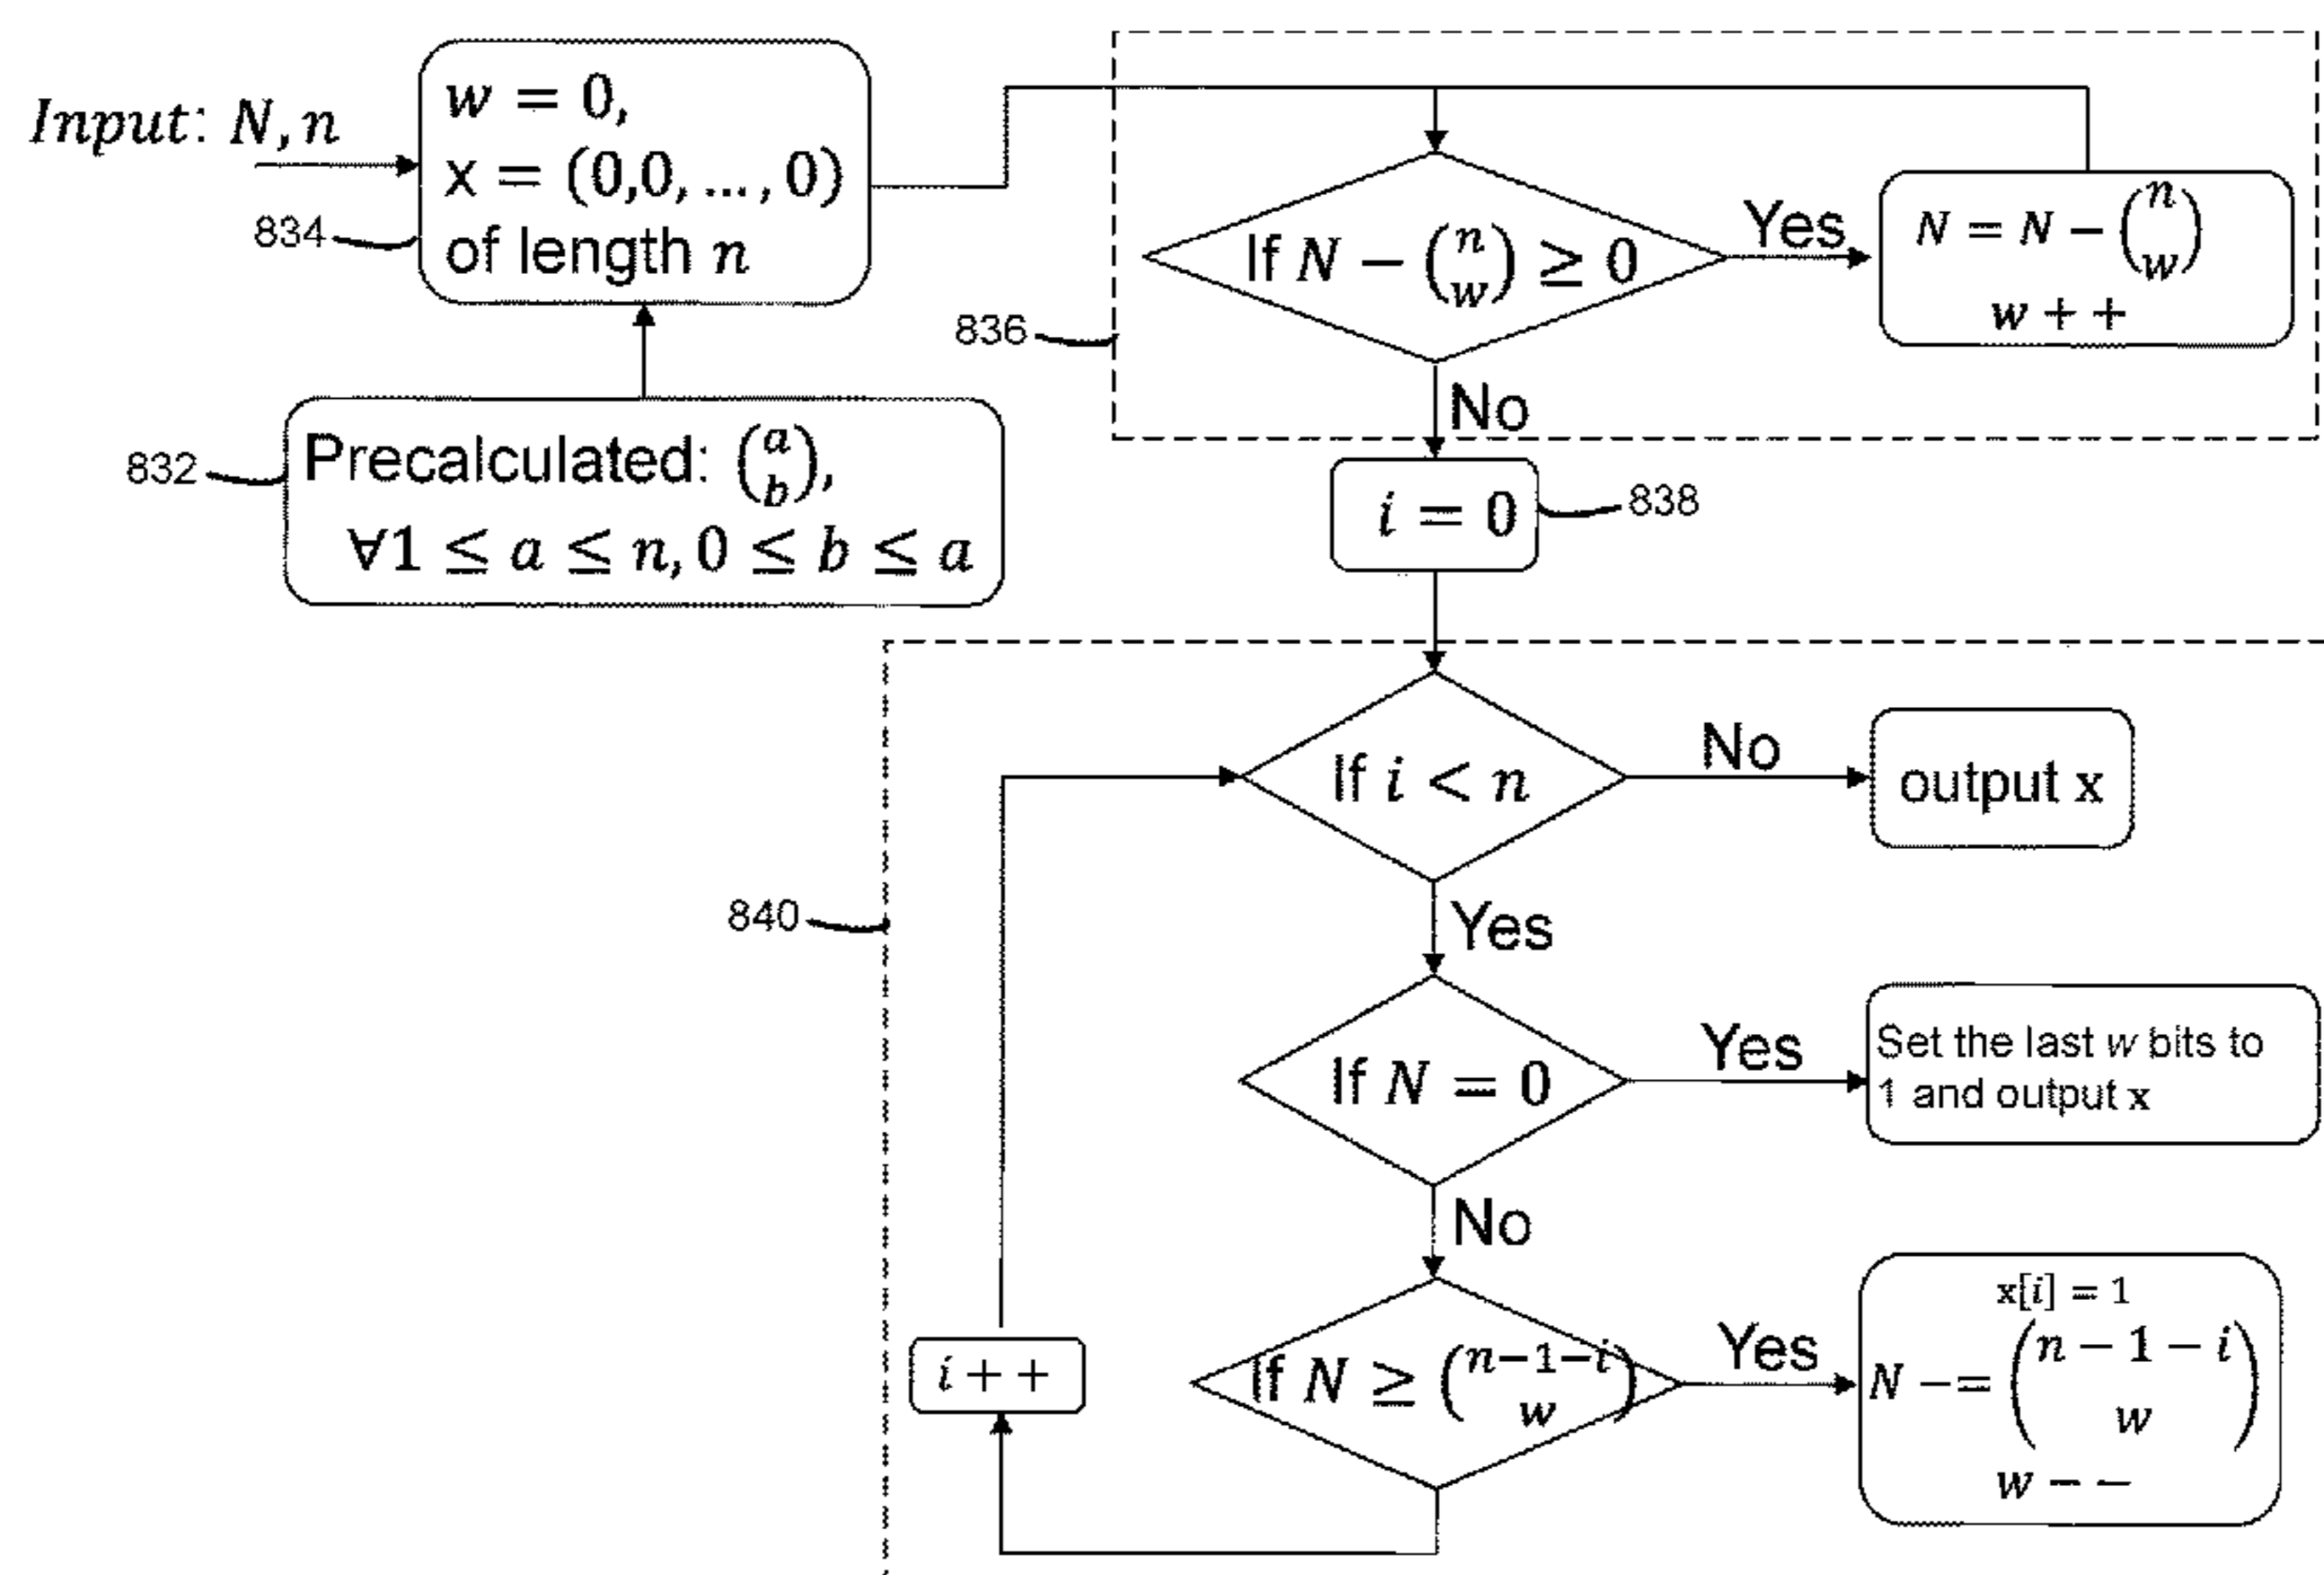 Input: N, n
w = 0,
x = (0,0, ..., 0)
of length n
834
If N − (n w) ≥ 0
Yes
N = N − (n w)
w + +
836
No
832
Precalculated: (a b),
∀1 ≤ a ≤ n, 0 ≤ b ≤ a
i = 0
838
If i < n
No
output x
840
Yes
If N = 0
Yes
Set the last w bits to
1 and output x
No
i + +
If N ≥ (n−1−i w)
Yes
x[i] = 1
N −= (n − 1 − i w)
w − −